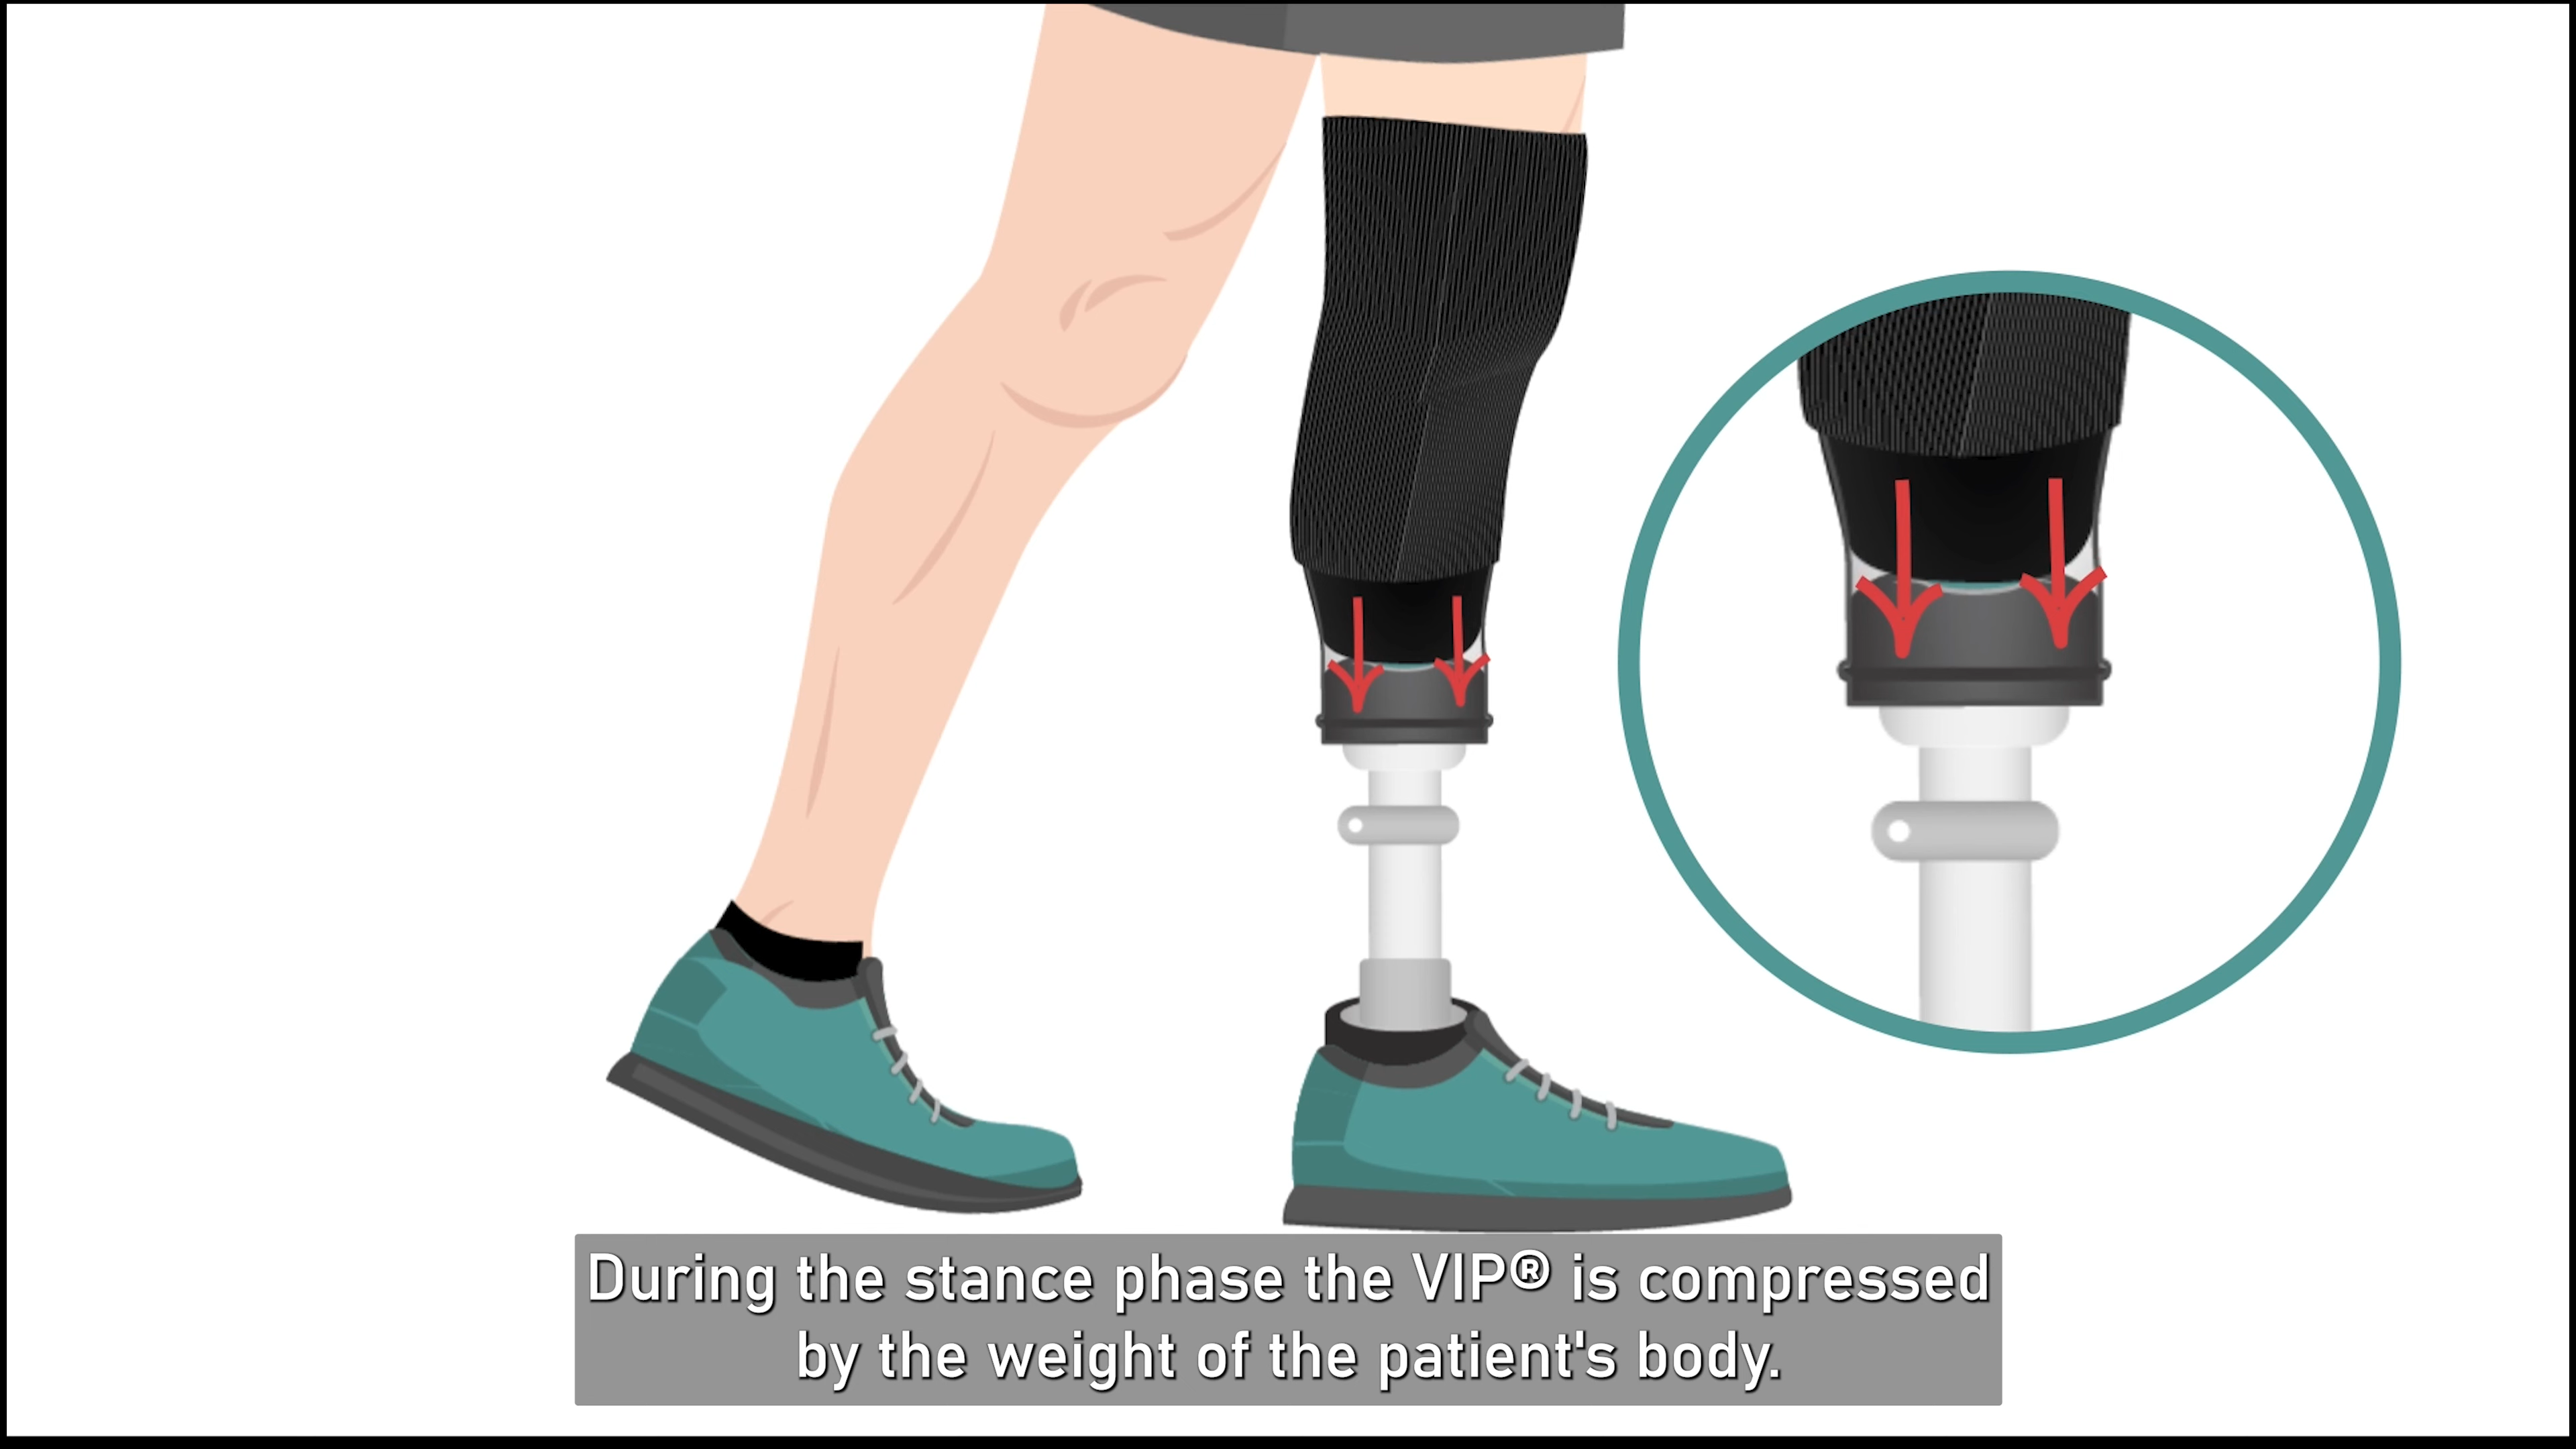 During the stance phase the VIP® is compressed
by the weight of the patient's body.